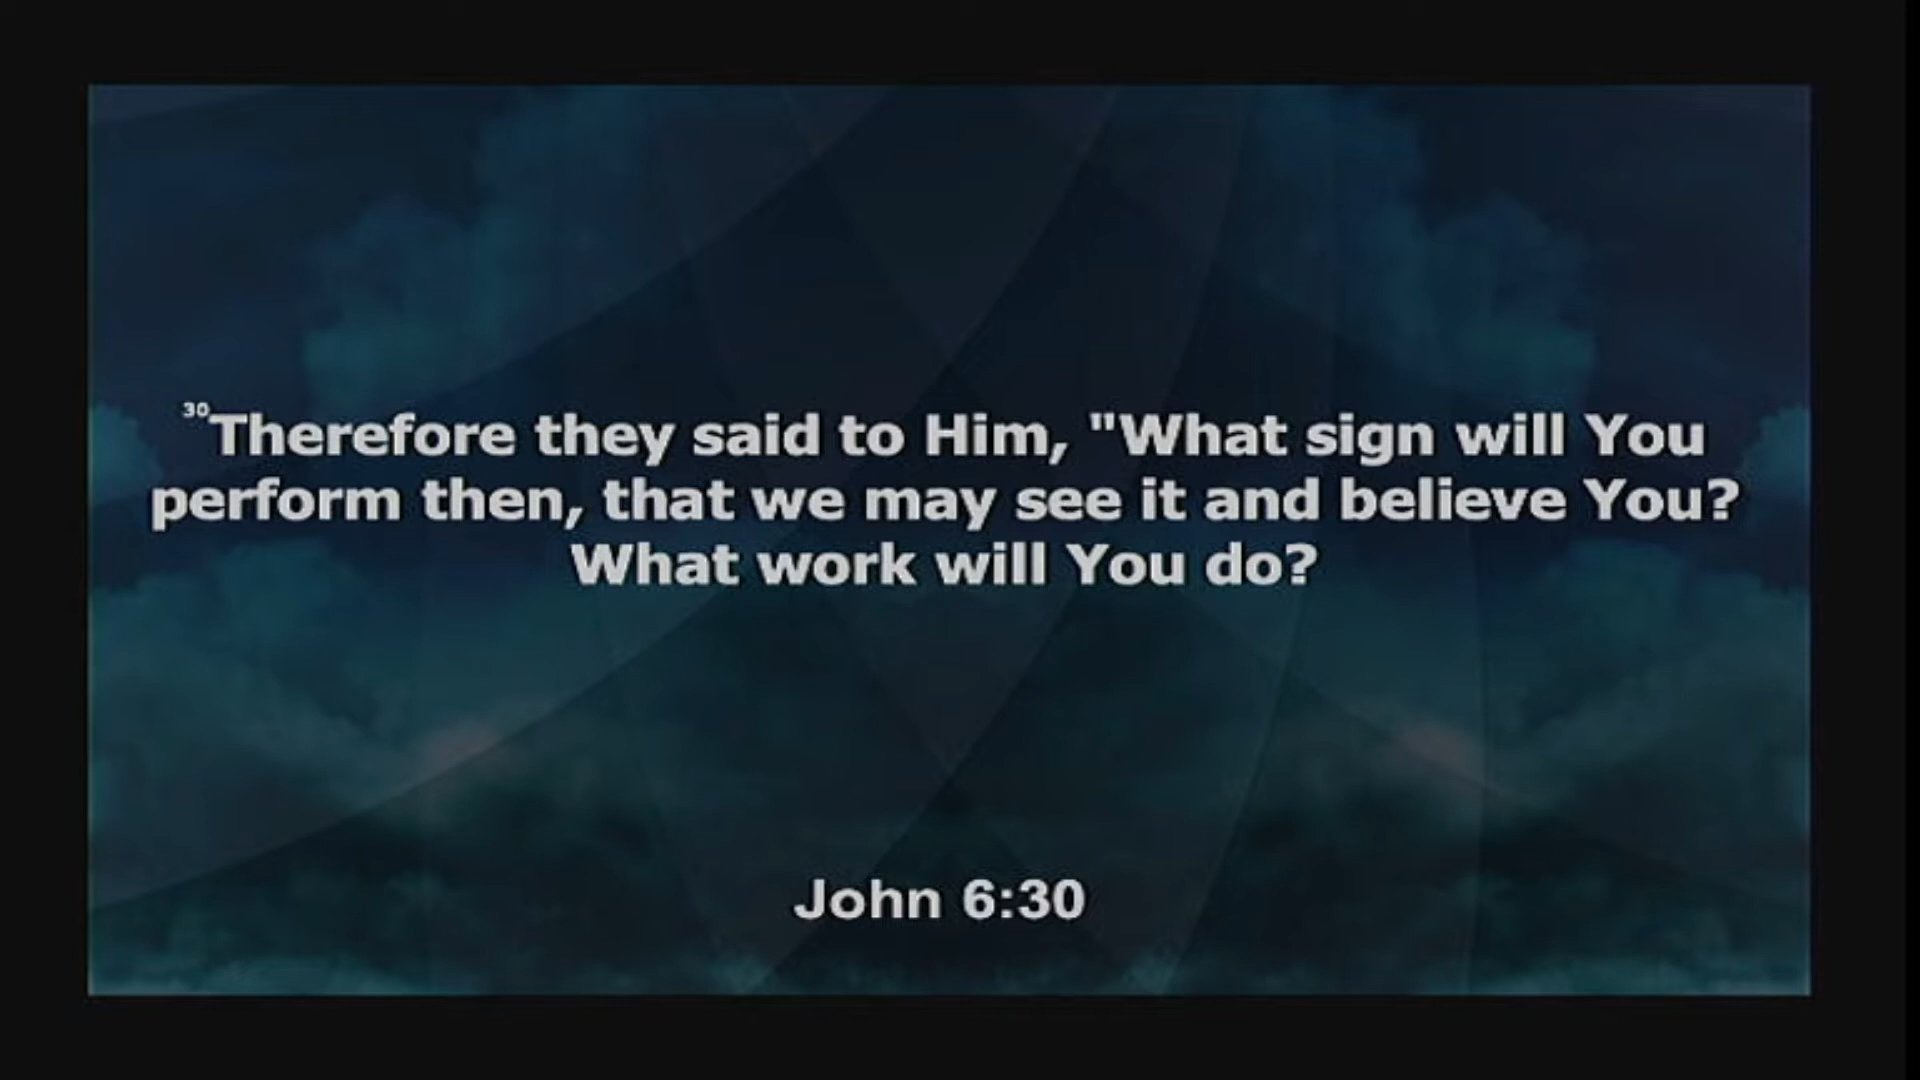 30Therefore they said to Him, "What sign will You
perform then, that we may see it and believe You?
What work will You do?
John 6:30